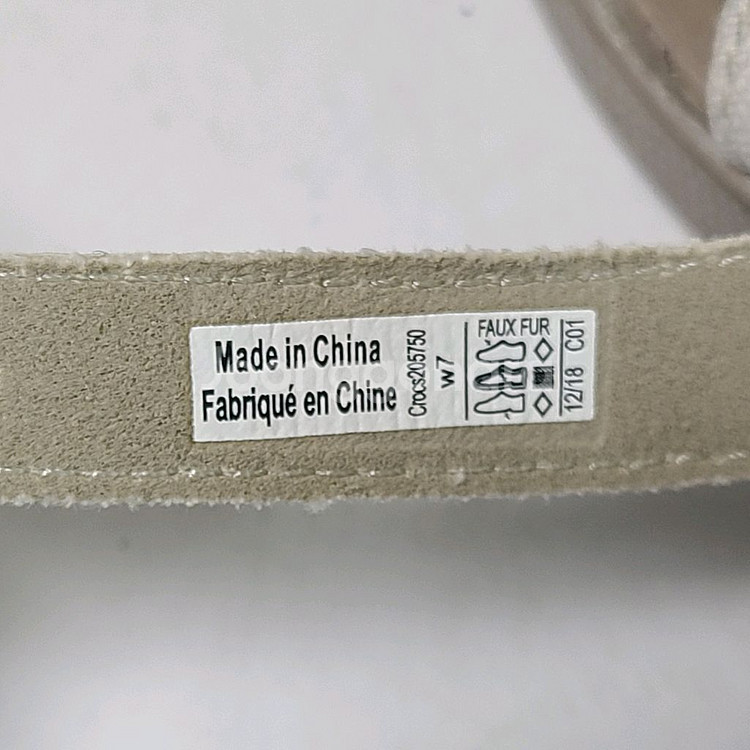 Made in China
Fabriqué en Chine
Crocs205750
w7
FAUX FUR
12/18 C01